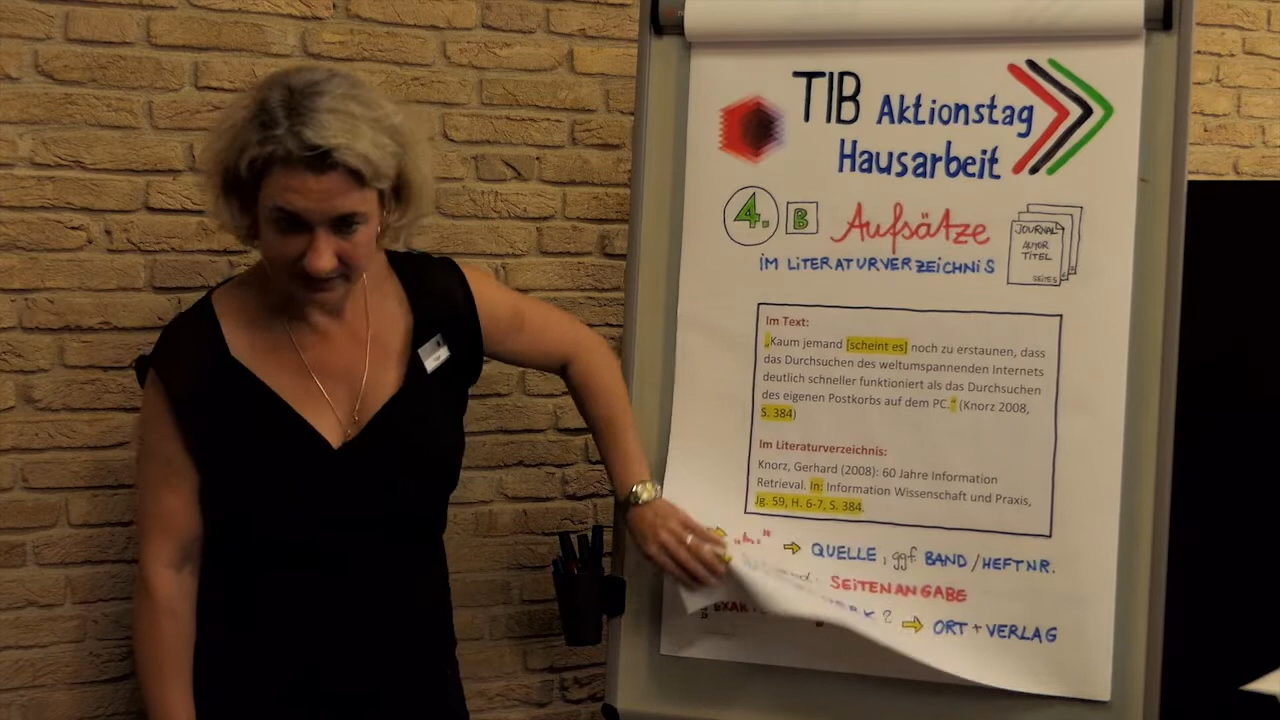 TIB Aktionstag
Hausarbeit
4. B Aufsätze
IM LITERATURVERZEICHNIS
JOURNAL
AUTOR
TITEL
SEITE 5
Im Text:
„Kaum jemand [scheint es] noch zu erstaunen, dass
das Durchsuchen des weltumspannenden Internets
deutlich schneller funktioniert als das Durchsuchen
des eigenen Postkorbs auf dem PC.“ (Knorz 2008,
S. 384)
Im Literaturverzeichnis:
Knorz, Gerhard (2008): 60 Jahre Information
Retrieval. In: Information Wissenschaft und Praxis,
Jg. 59, H. 6-7, S. 384.
⇨ QUELLE, ggf. BAND/HEFTNR.
SEITENANGABE
? ⇨ ORT + VERLAG